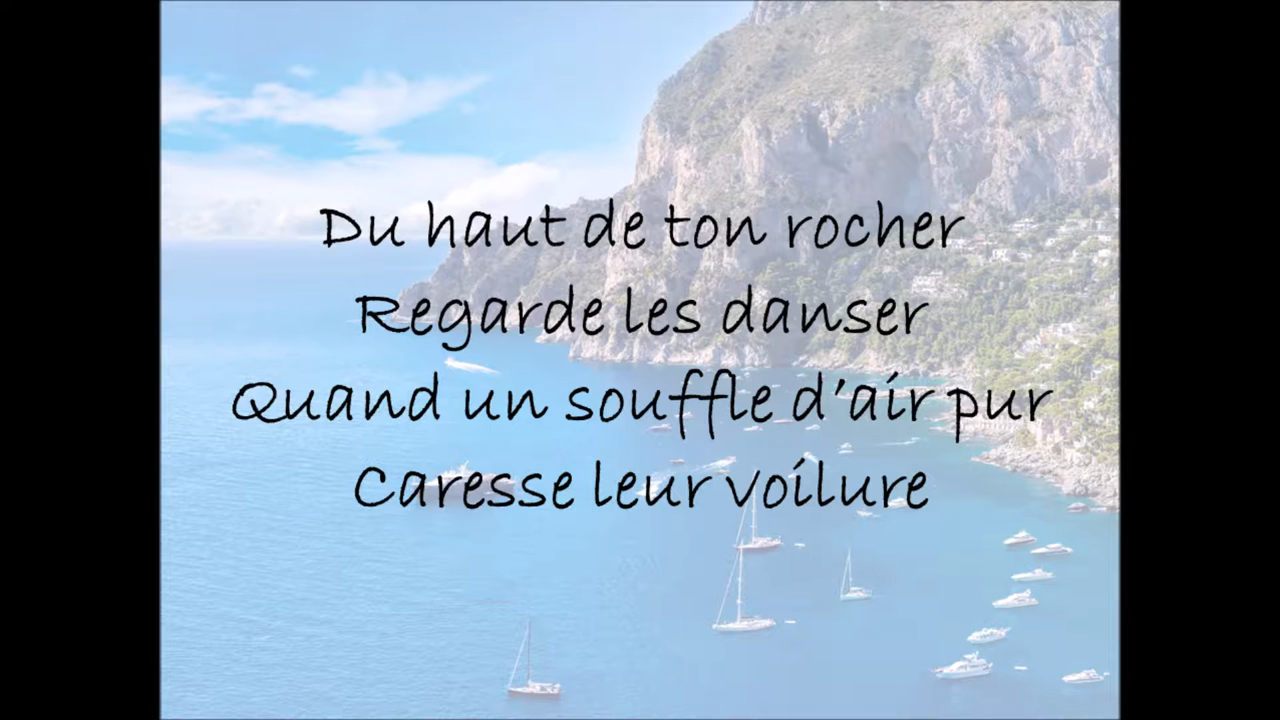 Du haut de ton rocher
Regarde les danser
Quand un souffle d'air pur
Caresse leur voilure